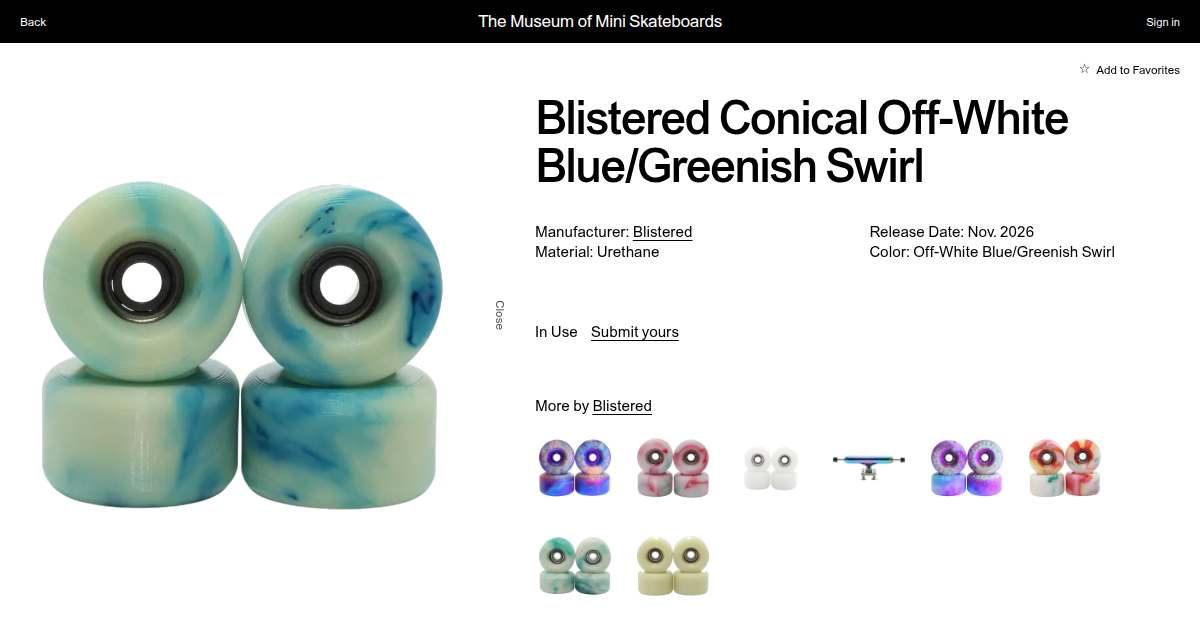 Back
The Museum of Mini Skateboards
Sign in
☆ Add to Favorites
Blistered Conical Off-White
Blue/Greenish Swirl
Manufacturer: Blistered
Material: Urethane
Release Date: Nov. 2026
Color: Off-White Blue/Greenish Swirl
Close
In Use Submit yours
More by Blistered